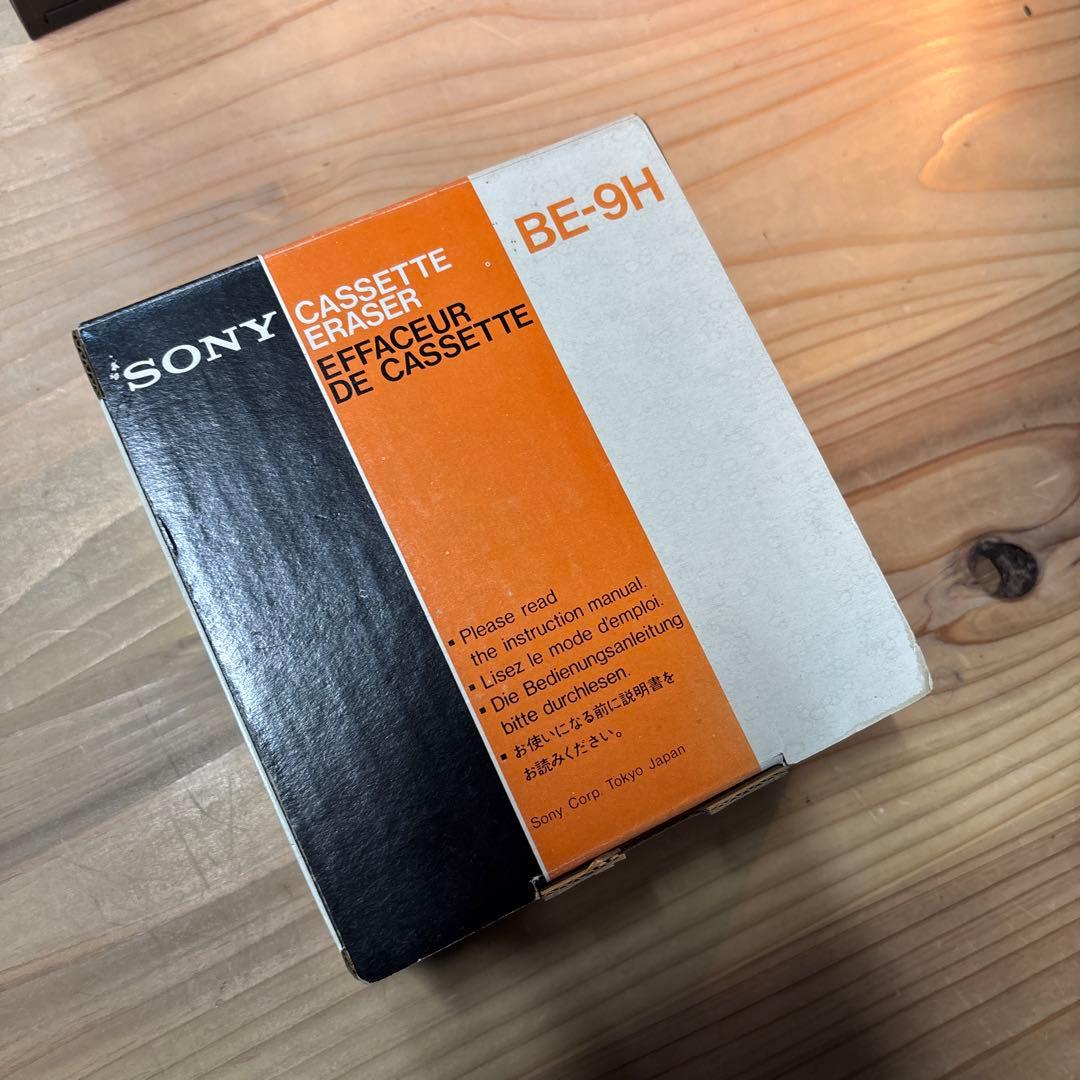 SONY
CASSETTE
ERASER
EFFACEUR
DE CASSETTE
BE-9H
▪ Please read
the instruction manual.
▪ Lisez le mode d'emploi.
▪ Die Bedienungsanleitung
bitte durchlesen.
▪ お使いになる前に説明書を
お読みください。
Sony Corp. Tokyo Japan